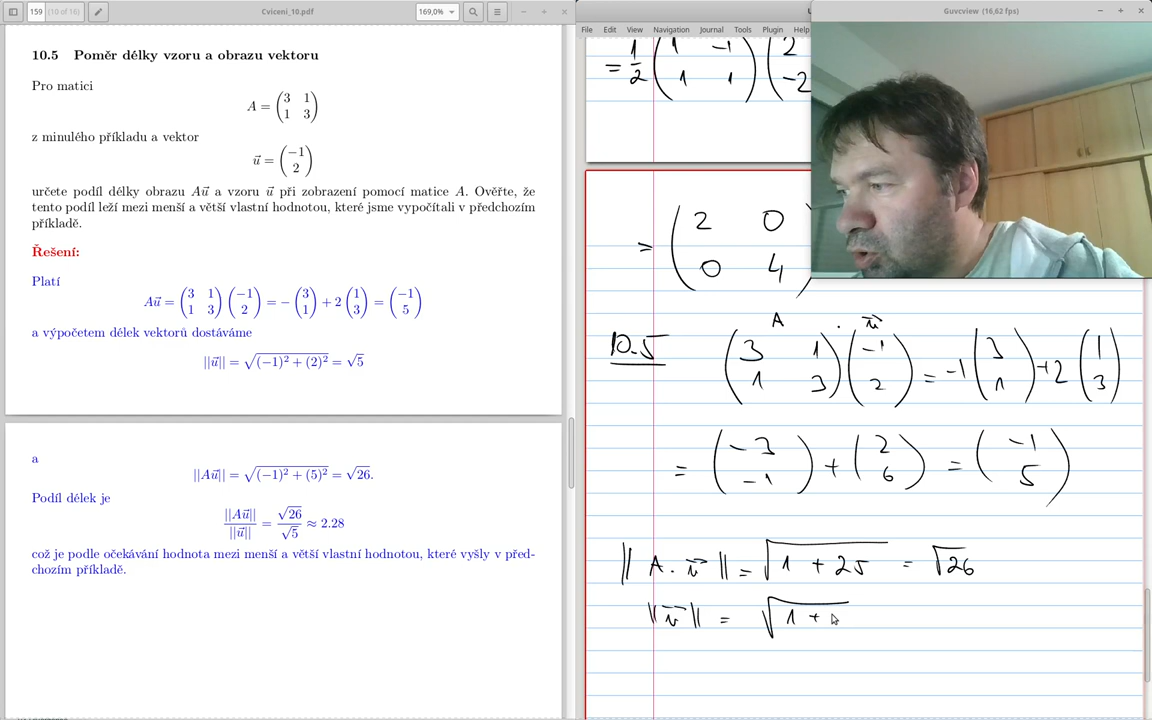 159 (10 of 16)
Cviceni_10.pdf
169,0%
10.5 Poměr délky vzoru a obrazu vektoru
Pro matici
A = (3 1
1 3)
z minulého příkladu a vektor
u⃗ = (−1
2)
určete podíl délky obrazu Au⃗ a vzoru u⃗ při zobrazení pomocí matice A. Ověřte, že
tento podíl leží mezi menší a větší vlastní hodnotou, které jsme vypočítali v předchozím
příkladě.
Řešení:
Platí
Au⃗ = (3 1
1 3) (−1
2) = − (3
1) + 2 (1
3) = (−1
5)
a výpočetem délek vektorů dostáváme
||u⃗|| = √(−1)² + (2)² = √5
a
||Au⃗|| = √(−1)² + (5)² = √26.
Podíl délek je
||Au⃗|| / ||u⃗|| = √26 / √5 ≈ 2.28
což je podle očekávání hodnota mezi menší a větší vlastní hodnotou, které vyšly v před-
chozím příkladě.
Guvcview (16,62 fps)
File Edit View Navigation Journal Tools Plugin Help
= 1/2 (1 -1
1 1) (2
-2
= (2 0
0 4)
A . u⃗
10.5 (3 1
1 3) (-1
2) = -1 (3
1) + 2 (1
3)
= (-3
-1) + (2
6) = (-1
5)
|| A . u⃗ || = √1 + 25 = √26
|| u⃗ || = √1 +